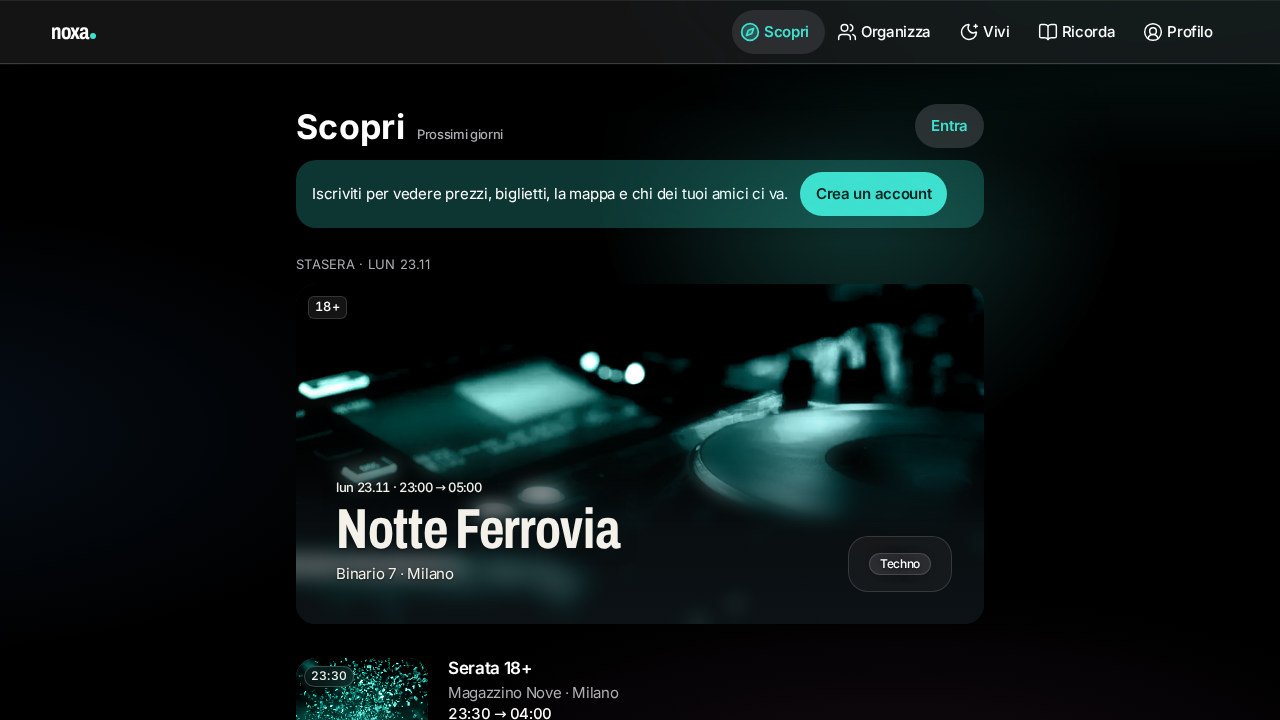 noxa.
Scopri
Organizza
Vivi
Ricorda
Profilo
Scopri
Prossimi giorni
Entra
Iscriviti per vedere prezzi, biglietti, la mappa e chi dei tuoi amici ci va.
Crea un account
STASERA · LUN 23.11
18+
lun 23.11 · 23:00 → 05:00
Notte Ferrovia
Binario 7 · Milano
Techno
23:30
Serata 18+
Magazzino Nove · Milano
23:30 → 04:00